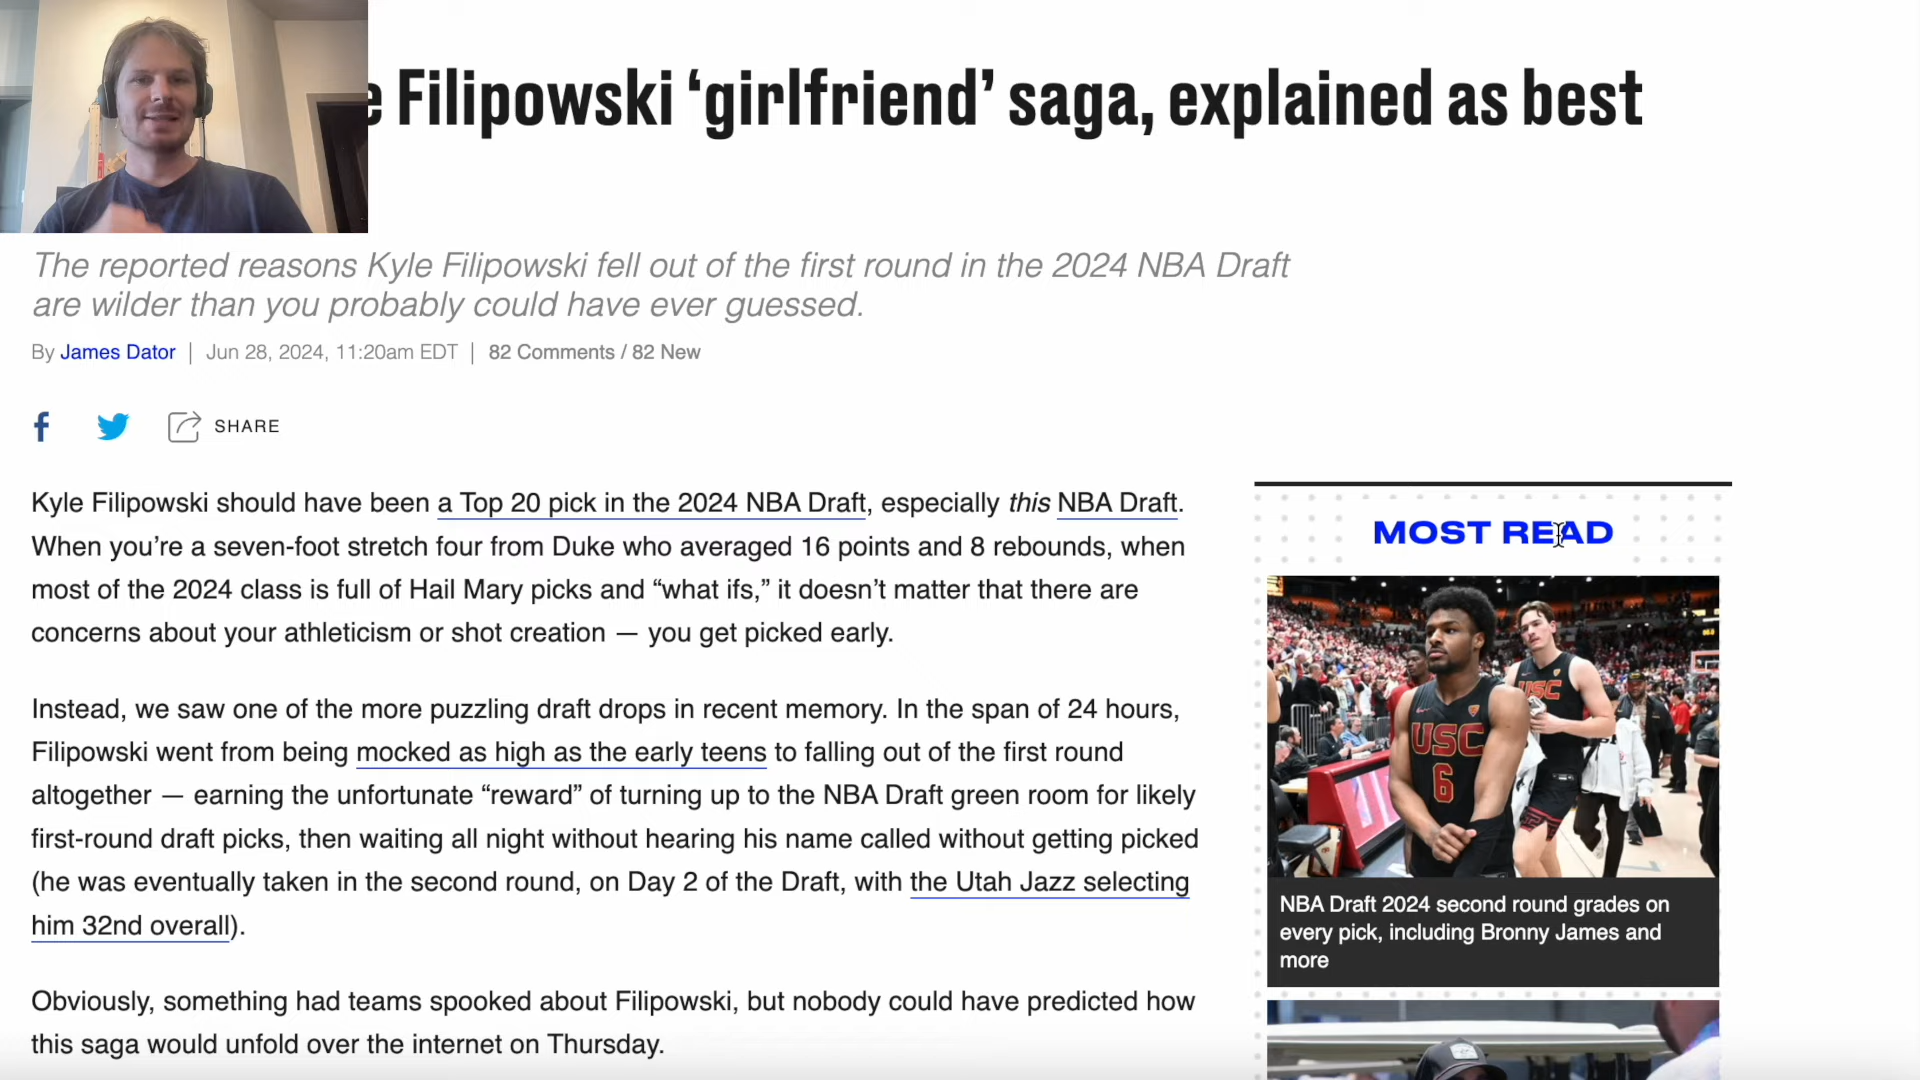 e Filipowski ‘girlfriend’ saga, explained as best
The reported reasons Kyle Filipowski fell out of the first round in the 2024 NBA Draft
are wilder than you probably could have ever guessed.
By James Dator | Jun 28, 2024, 11:20am EDT | 82 Comments / 82 New
SHARE
Kyle Filipowski should have been a Top 20 pick in the 2024 NBA Draft, especially this NBA Draft.
When you’re a seven-foot stretch four from Duke who averaged 16 points and 8 rebounds, when
most of the 2024 class is full of Hail Mary picks and “what ifs,” it doesn’t matter that there are
concerns about your athleticism or shot creation — you get picked early.
Instead, we saw one of the more puzzling draft drops in recent memory. In the span of 24 hours,
Filipowski went from being mocked as high as the early teens to falling out of the first round
altogether — earning the unfortunate “reward” of turning up to the NBA Draft green room for likely
first-round draft picks, then waiting all night without hearing his name called without getting picked
(he was eventually taken in the second round, on Day 2 of the Draft, with the Utah Jazz selecting
him 32nd overall).
Obviously, something had teams spooked about Filipowski, but nobody could have predicted how
this saga would unfold over the internet on Thursday.
MOST READ
USC
6
USC
NBA Draft 2024 second round grades on
every pick, including Bronny James and
more